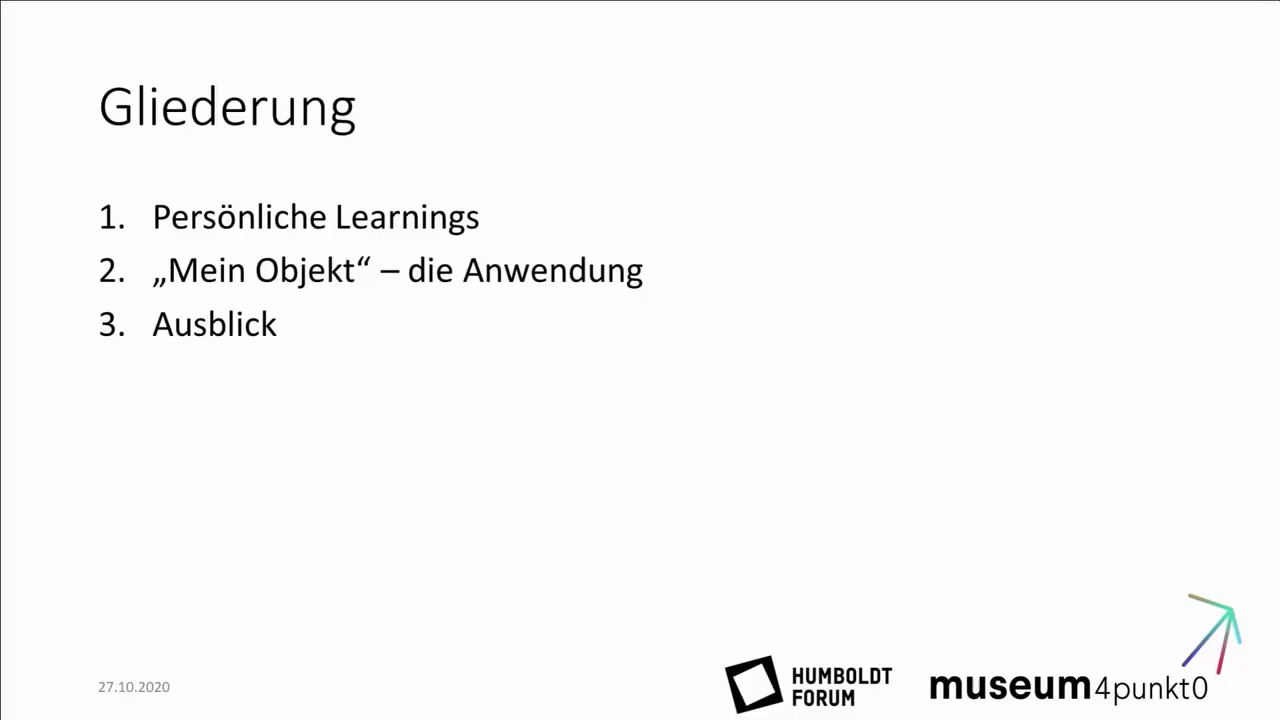 Gliederung
1. Persönliche Learnings
2. „Mein Objekt“ – die Anwendung
3. Ausblick
27.10.2020
HUMBOLDT
FORUM
museum4punkt0